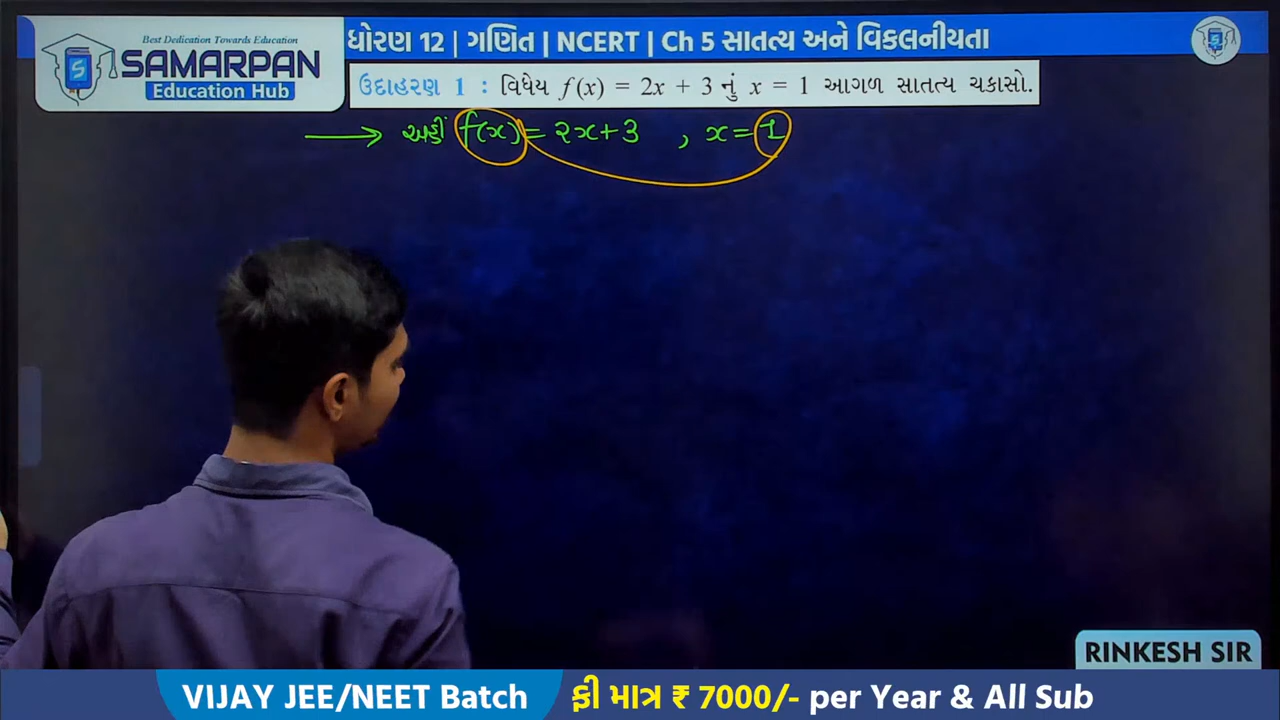 Best Dedication Towards Education
SAMARPAN
Education Hub
ધોરણ 12 | ગણિત | NCERT | Ch 5 સાતત્ય અને વિકલનીયતા
ઉદાહરણ 1 : વિધેય f(x) = 2x + 3 નું x = 1 આગળ સાતત્ય ચકાસો.
→ અહીં f(x) = 2x+3 , x = 1
RINKESH SIR
VIJAY JEE/NEET Batch ફી માત્ર ₹ 7000/- per Year & All Sub